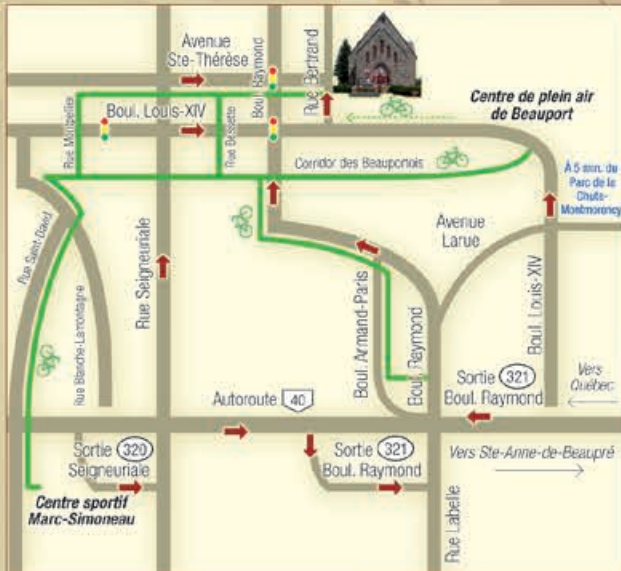 Avenue
Ste-Thérèse
Boul. Raymond
Rue Bertrand
Centre de plein air
de Beauport
Rue Montpellier
Boul. Louis-XIV
Rue Bessette
Corridor des Beauportois
À 5 min. du
Parc de la
Chute-
Montmorency
Avenue
Larue
Rue Saint-David
Rue Blanche-Lamontagne
Rue Seigneuriale
Boul. Armand-Paris
Boul. Raymond
Boul. Louis-XIV
Sortie 321
Boul. Raymond
Vers
Québec
Autoroute 40
Sortie 320
Seigneuriale
Sortie 321
Boul. Raymond
Vers Ste-Anne-de-Beaupré
Centre sportif
Marc-Simoneau
Rue Labelle